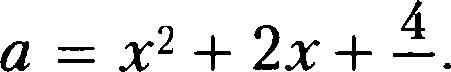 a = x² + 2x + 4/